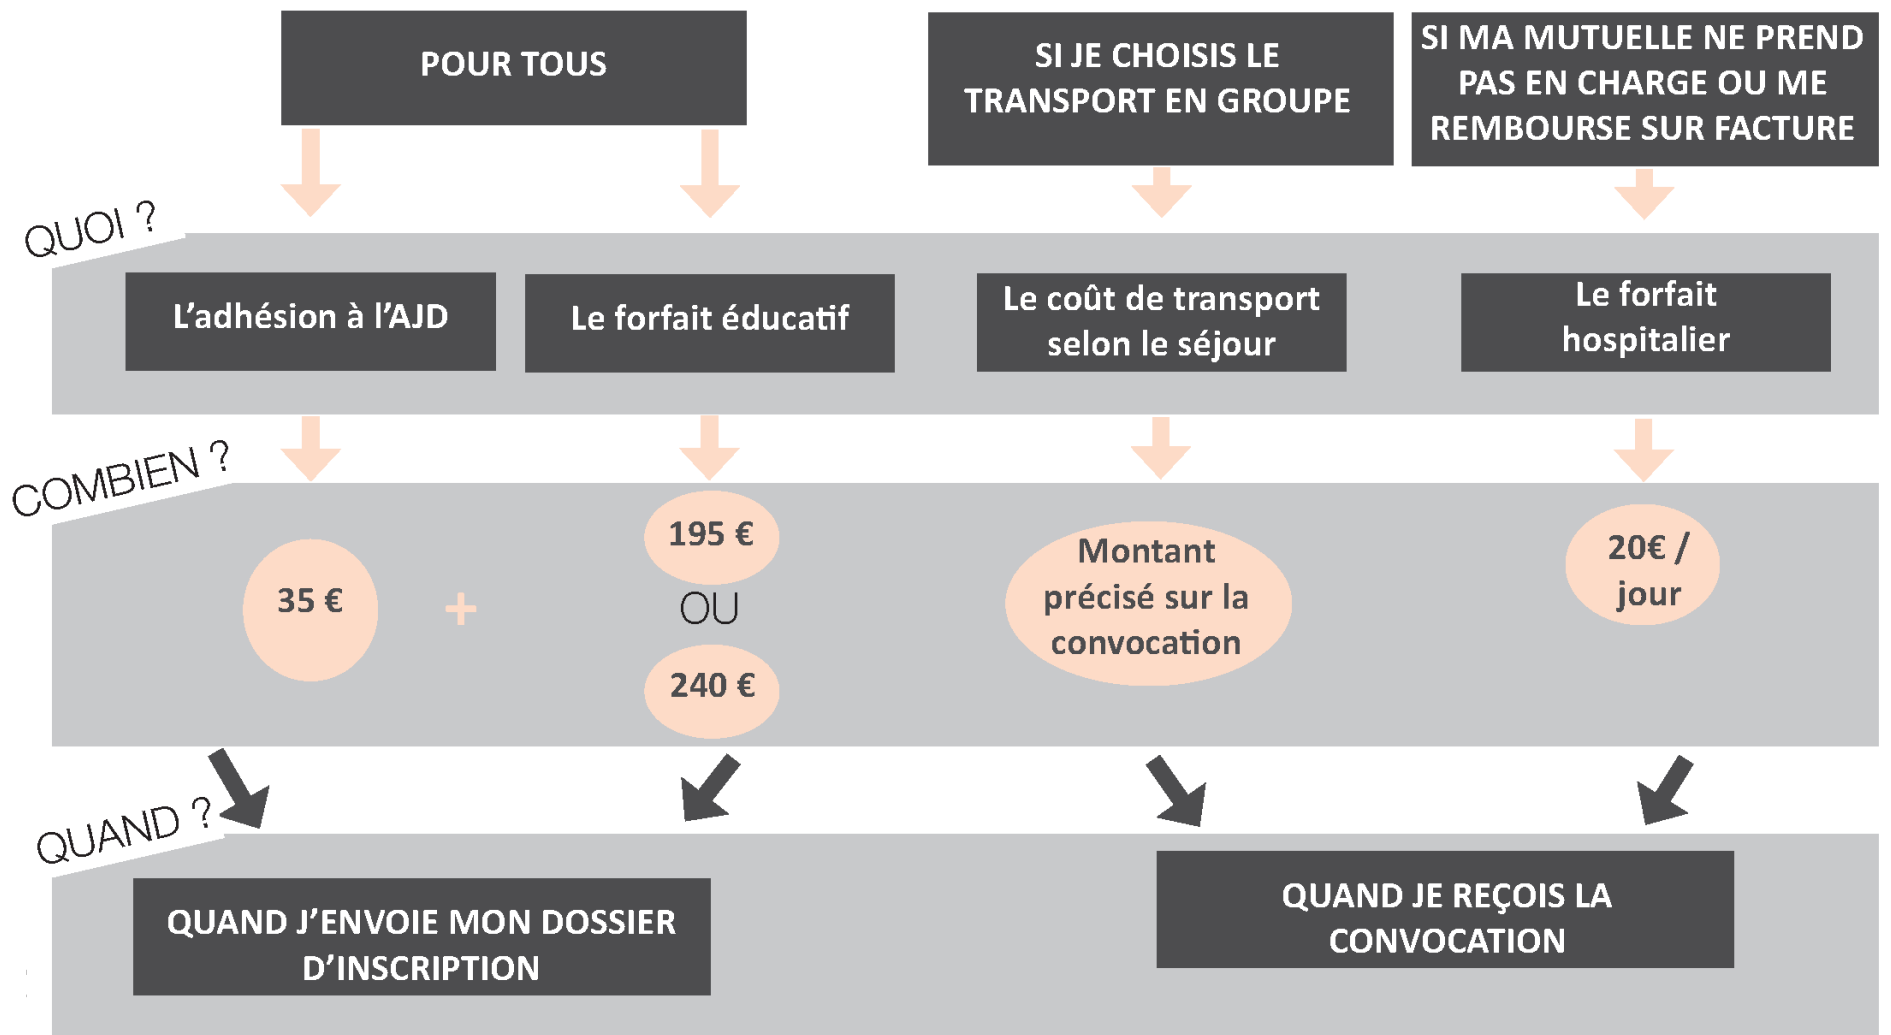 POUR TOUS
SI JE CHOISIS LE
TRANSPORT EN GROUPE
SI MA MUTUELLE NE PREND
PAS EN CHARGE OU ME
REMBOURSE SUR FACTURE
QUOI ?
L’adhésion à l’AJD
Le forfait éducatif
Le coût de transport
selon le séjour
Le forfait
hospitalier
COMBIEN ?
35 €
+
195 €
OU
240 €
Montant
précisé sur la
convocation
20€ /
jour
QUAND ?
QUAND J’ENVOIE MON DOSSIER
D’INSCRIPTION
QUAND JE REÇOIS LA
CONVOCATION